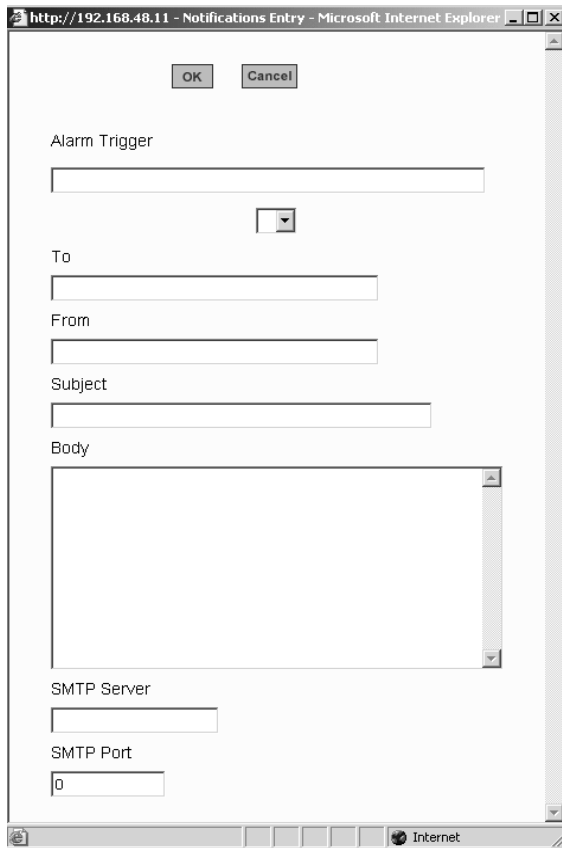 http://192.168.48.11 - Notifications Entry - Microsoft Internet Explorer
OK Cancel
Alarm Trigger
To
From
Subject
Body
SMTP Server
SMTP Port
0
Internet